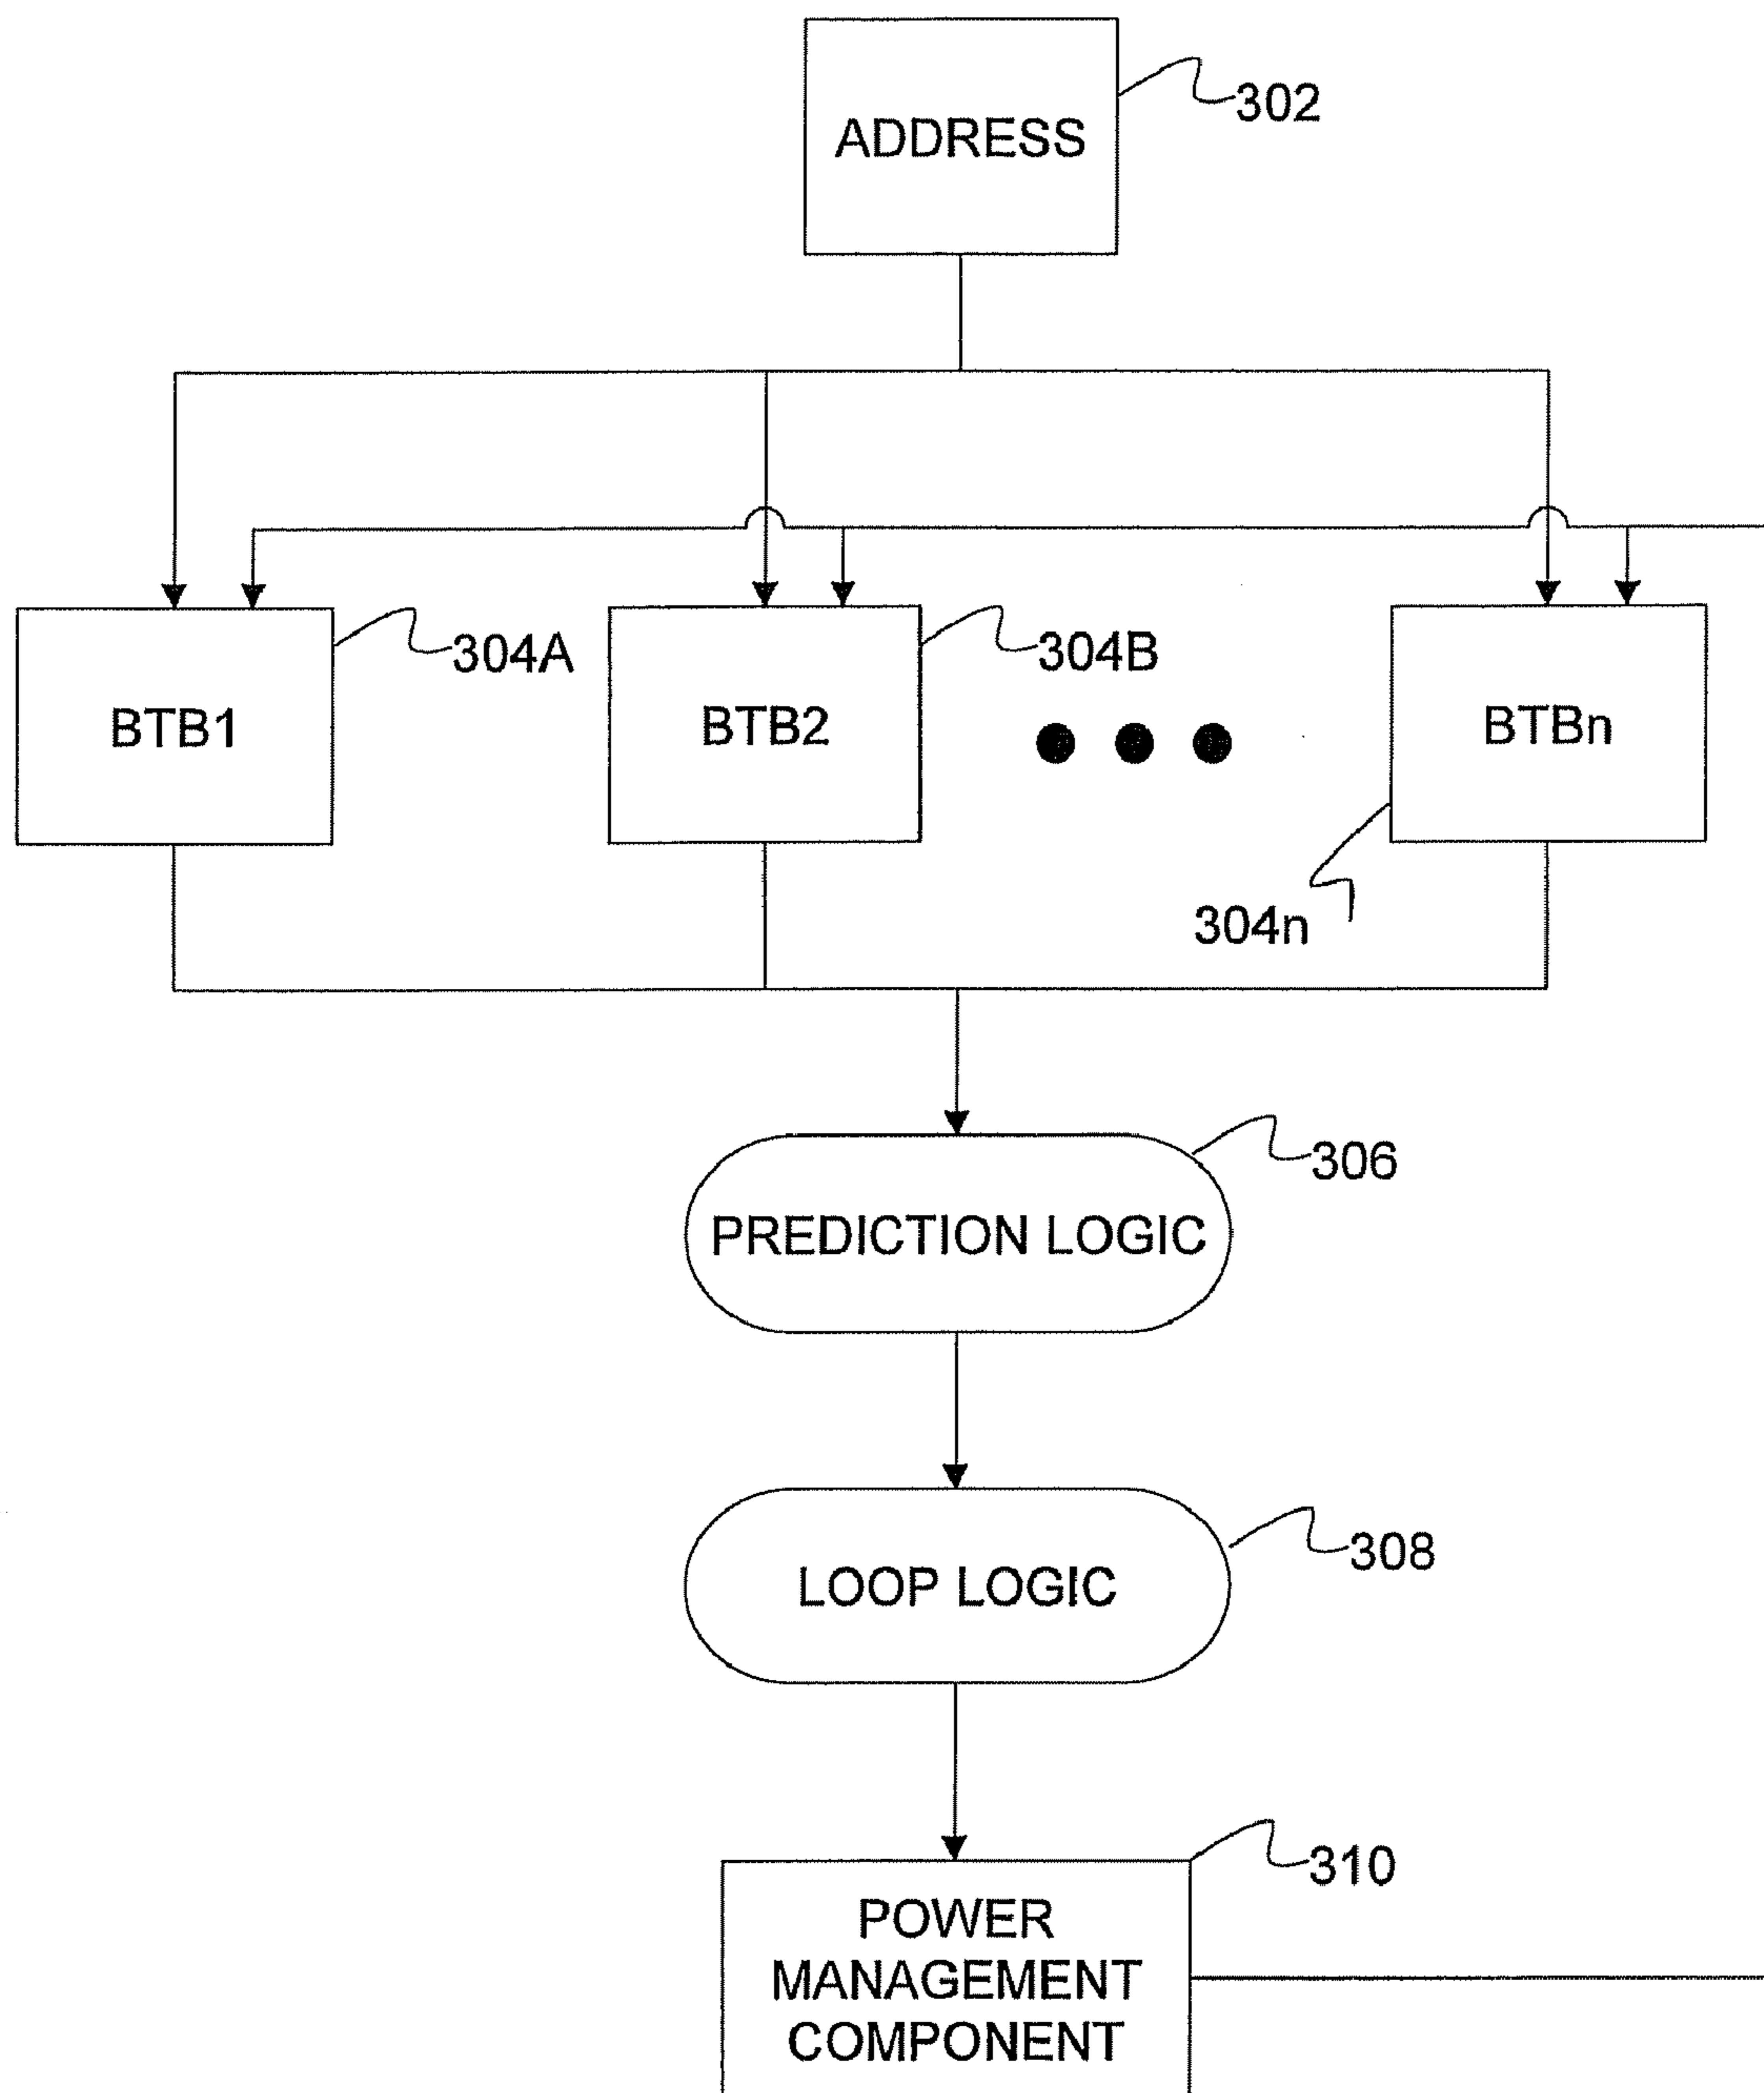 ADDRESS
302
304A
304B
BTB1
BTB2
BTBn
304n
306
PREDICTION LOGIC
308
LOOP LOGIC
310
POWER
MANAGEMENT
COMPONENT